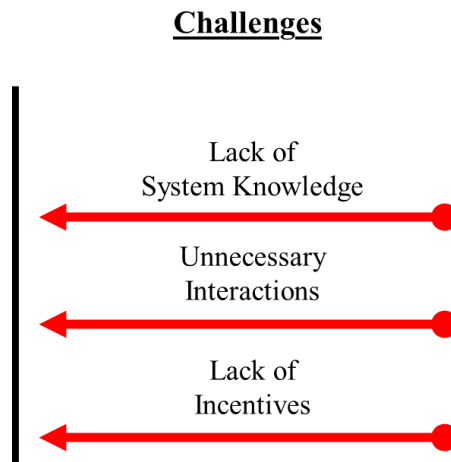 Challenges
Lack of
System Knowledge
Unnecessary
Interactions
Lack of
Incentives